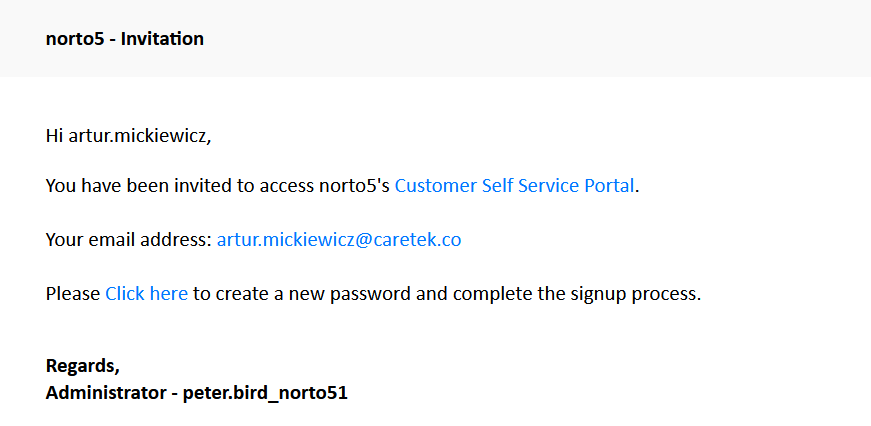 norto5 - Invitation
Hi artur.mickiewicz,
You have been invited to access norto5's Customer Self Service Portal.
Your email address: artur.mickiewicz@caretek.co
Please Click here to create a new password and complete the signup process.
Regards,
Administrator - peter.bird_norto51